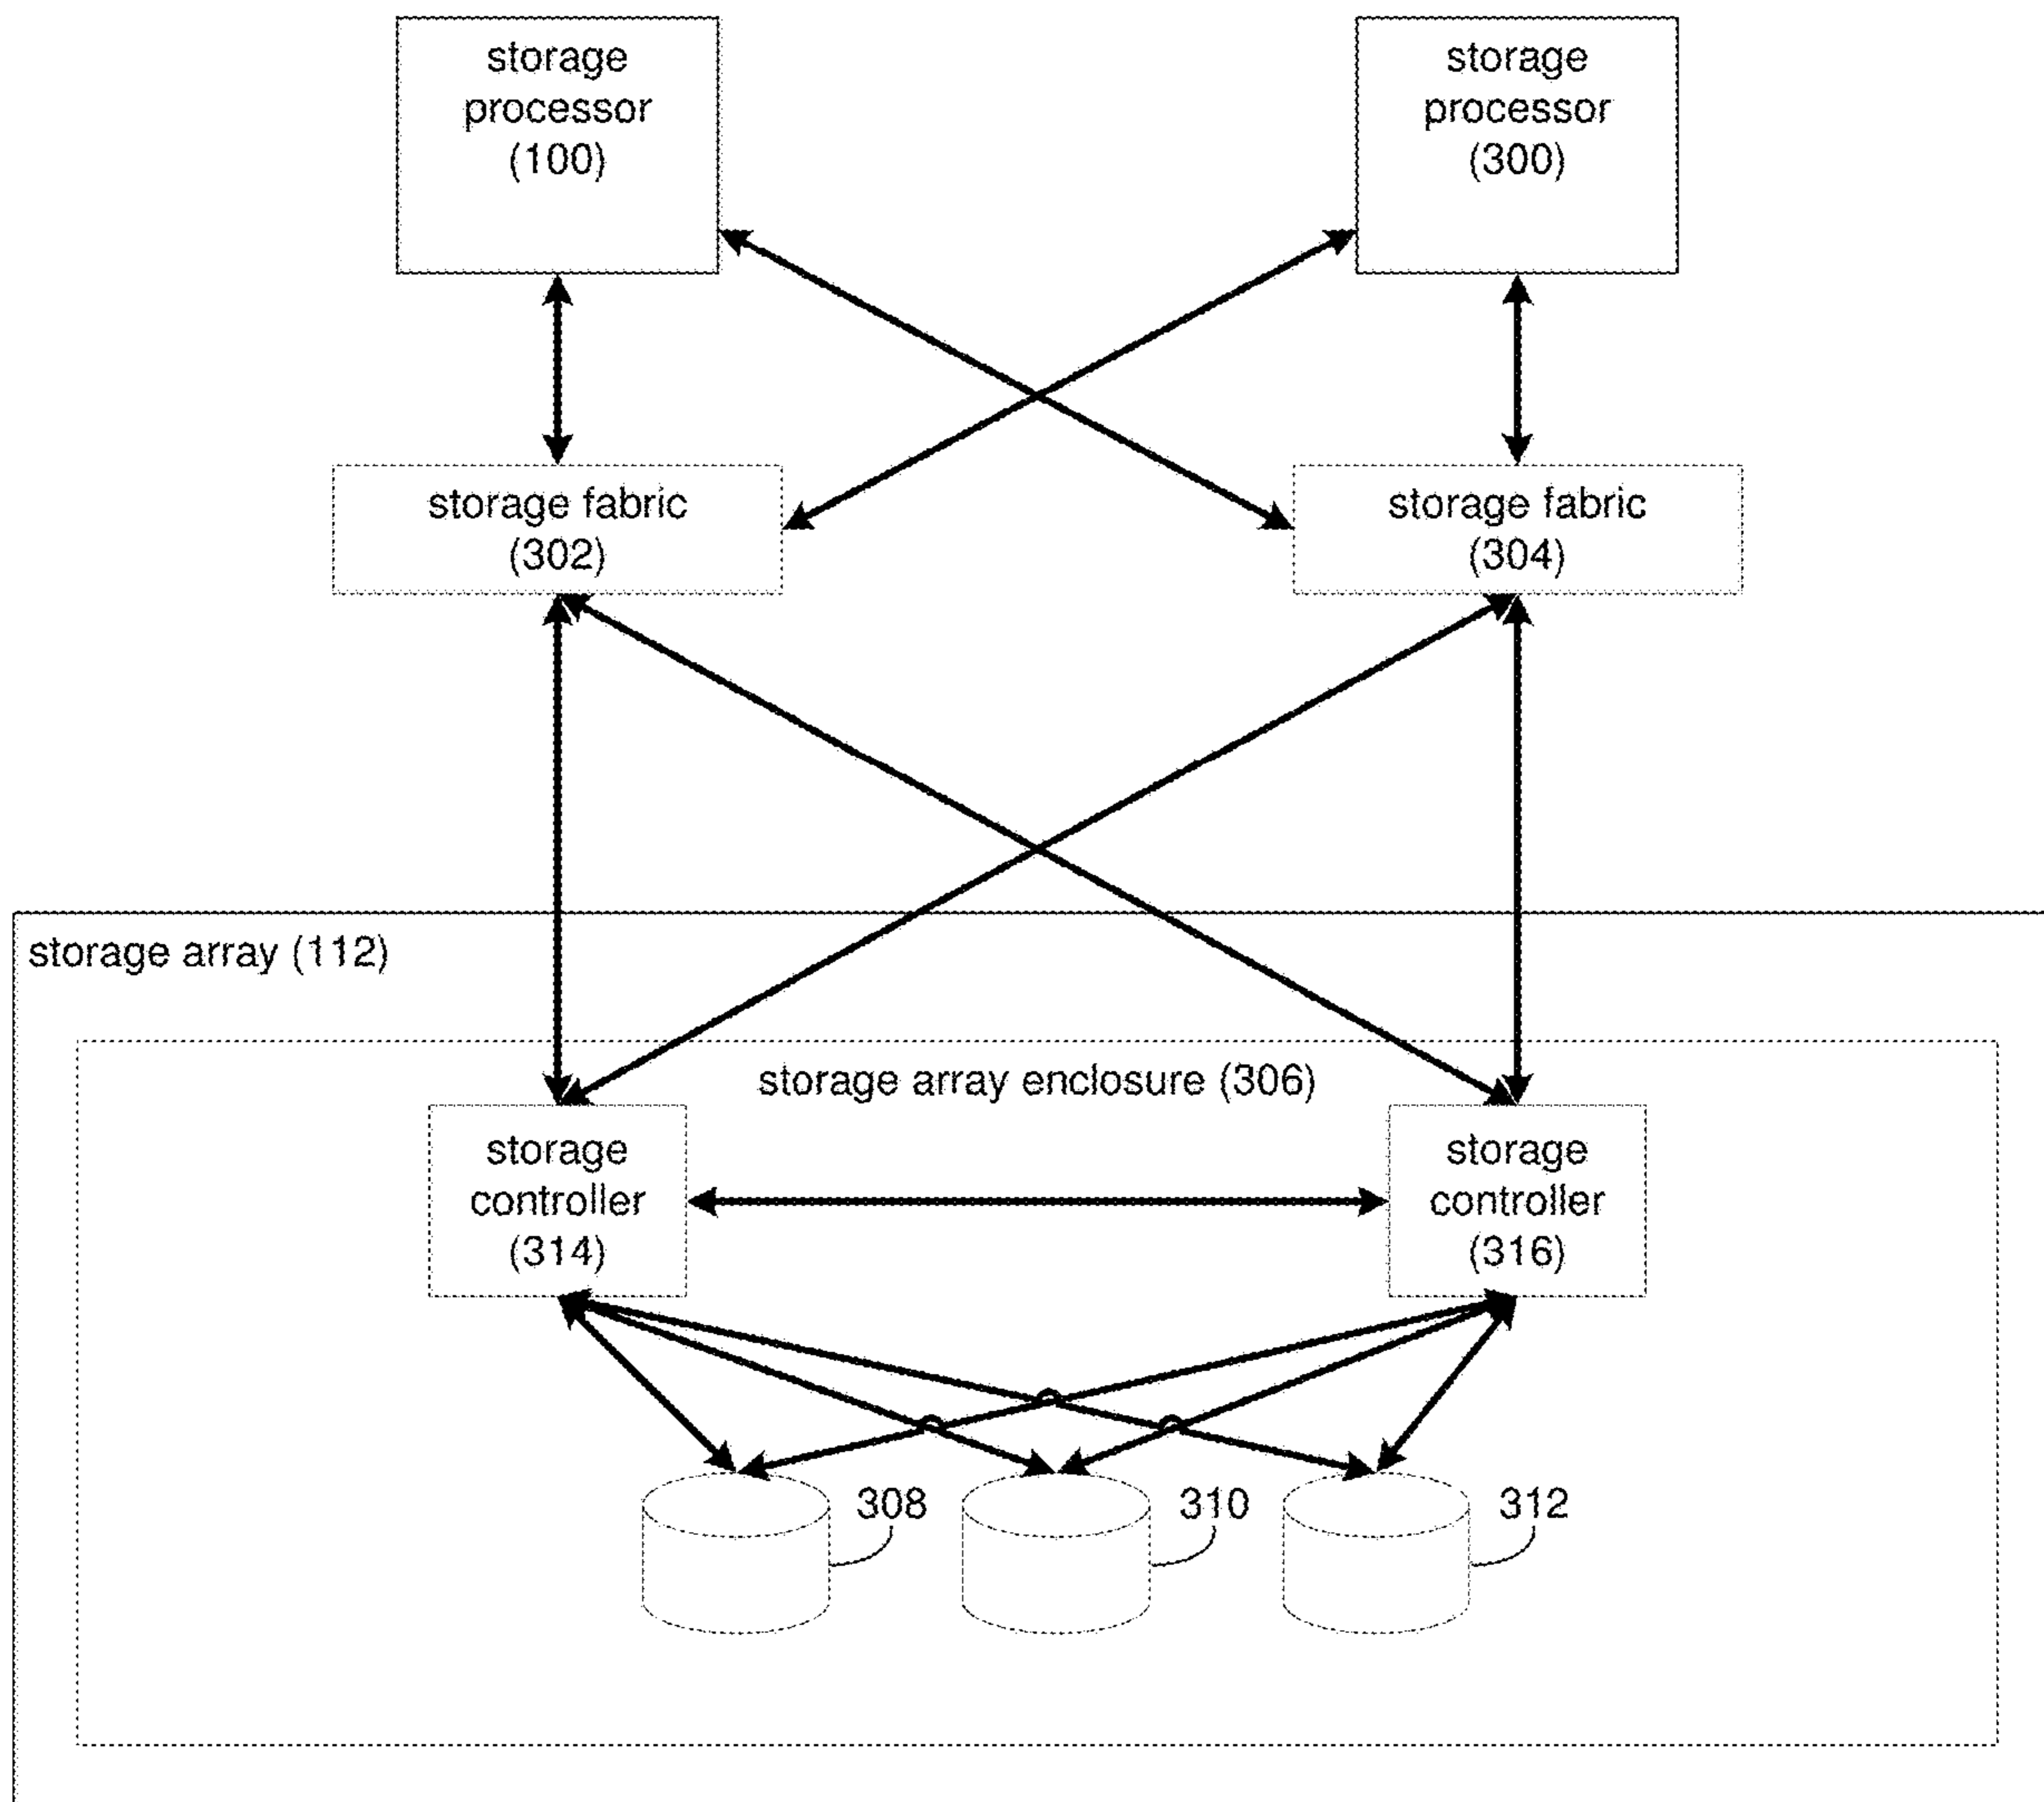 storage
processor
(100)
storage
processor
(300)
storage fabric
(302)
storage fabric
(304)
storage array (112)
storage array enclosure (306)
storage
controller
(314)
storage
controller
(316)
308
310
312